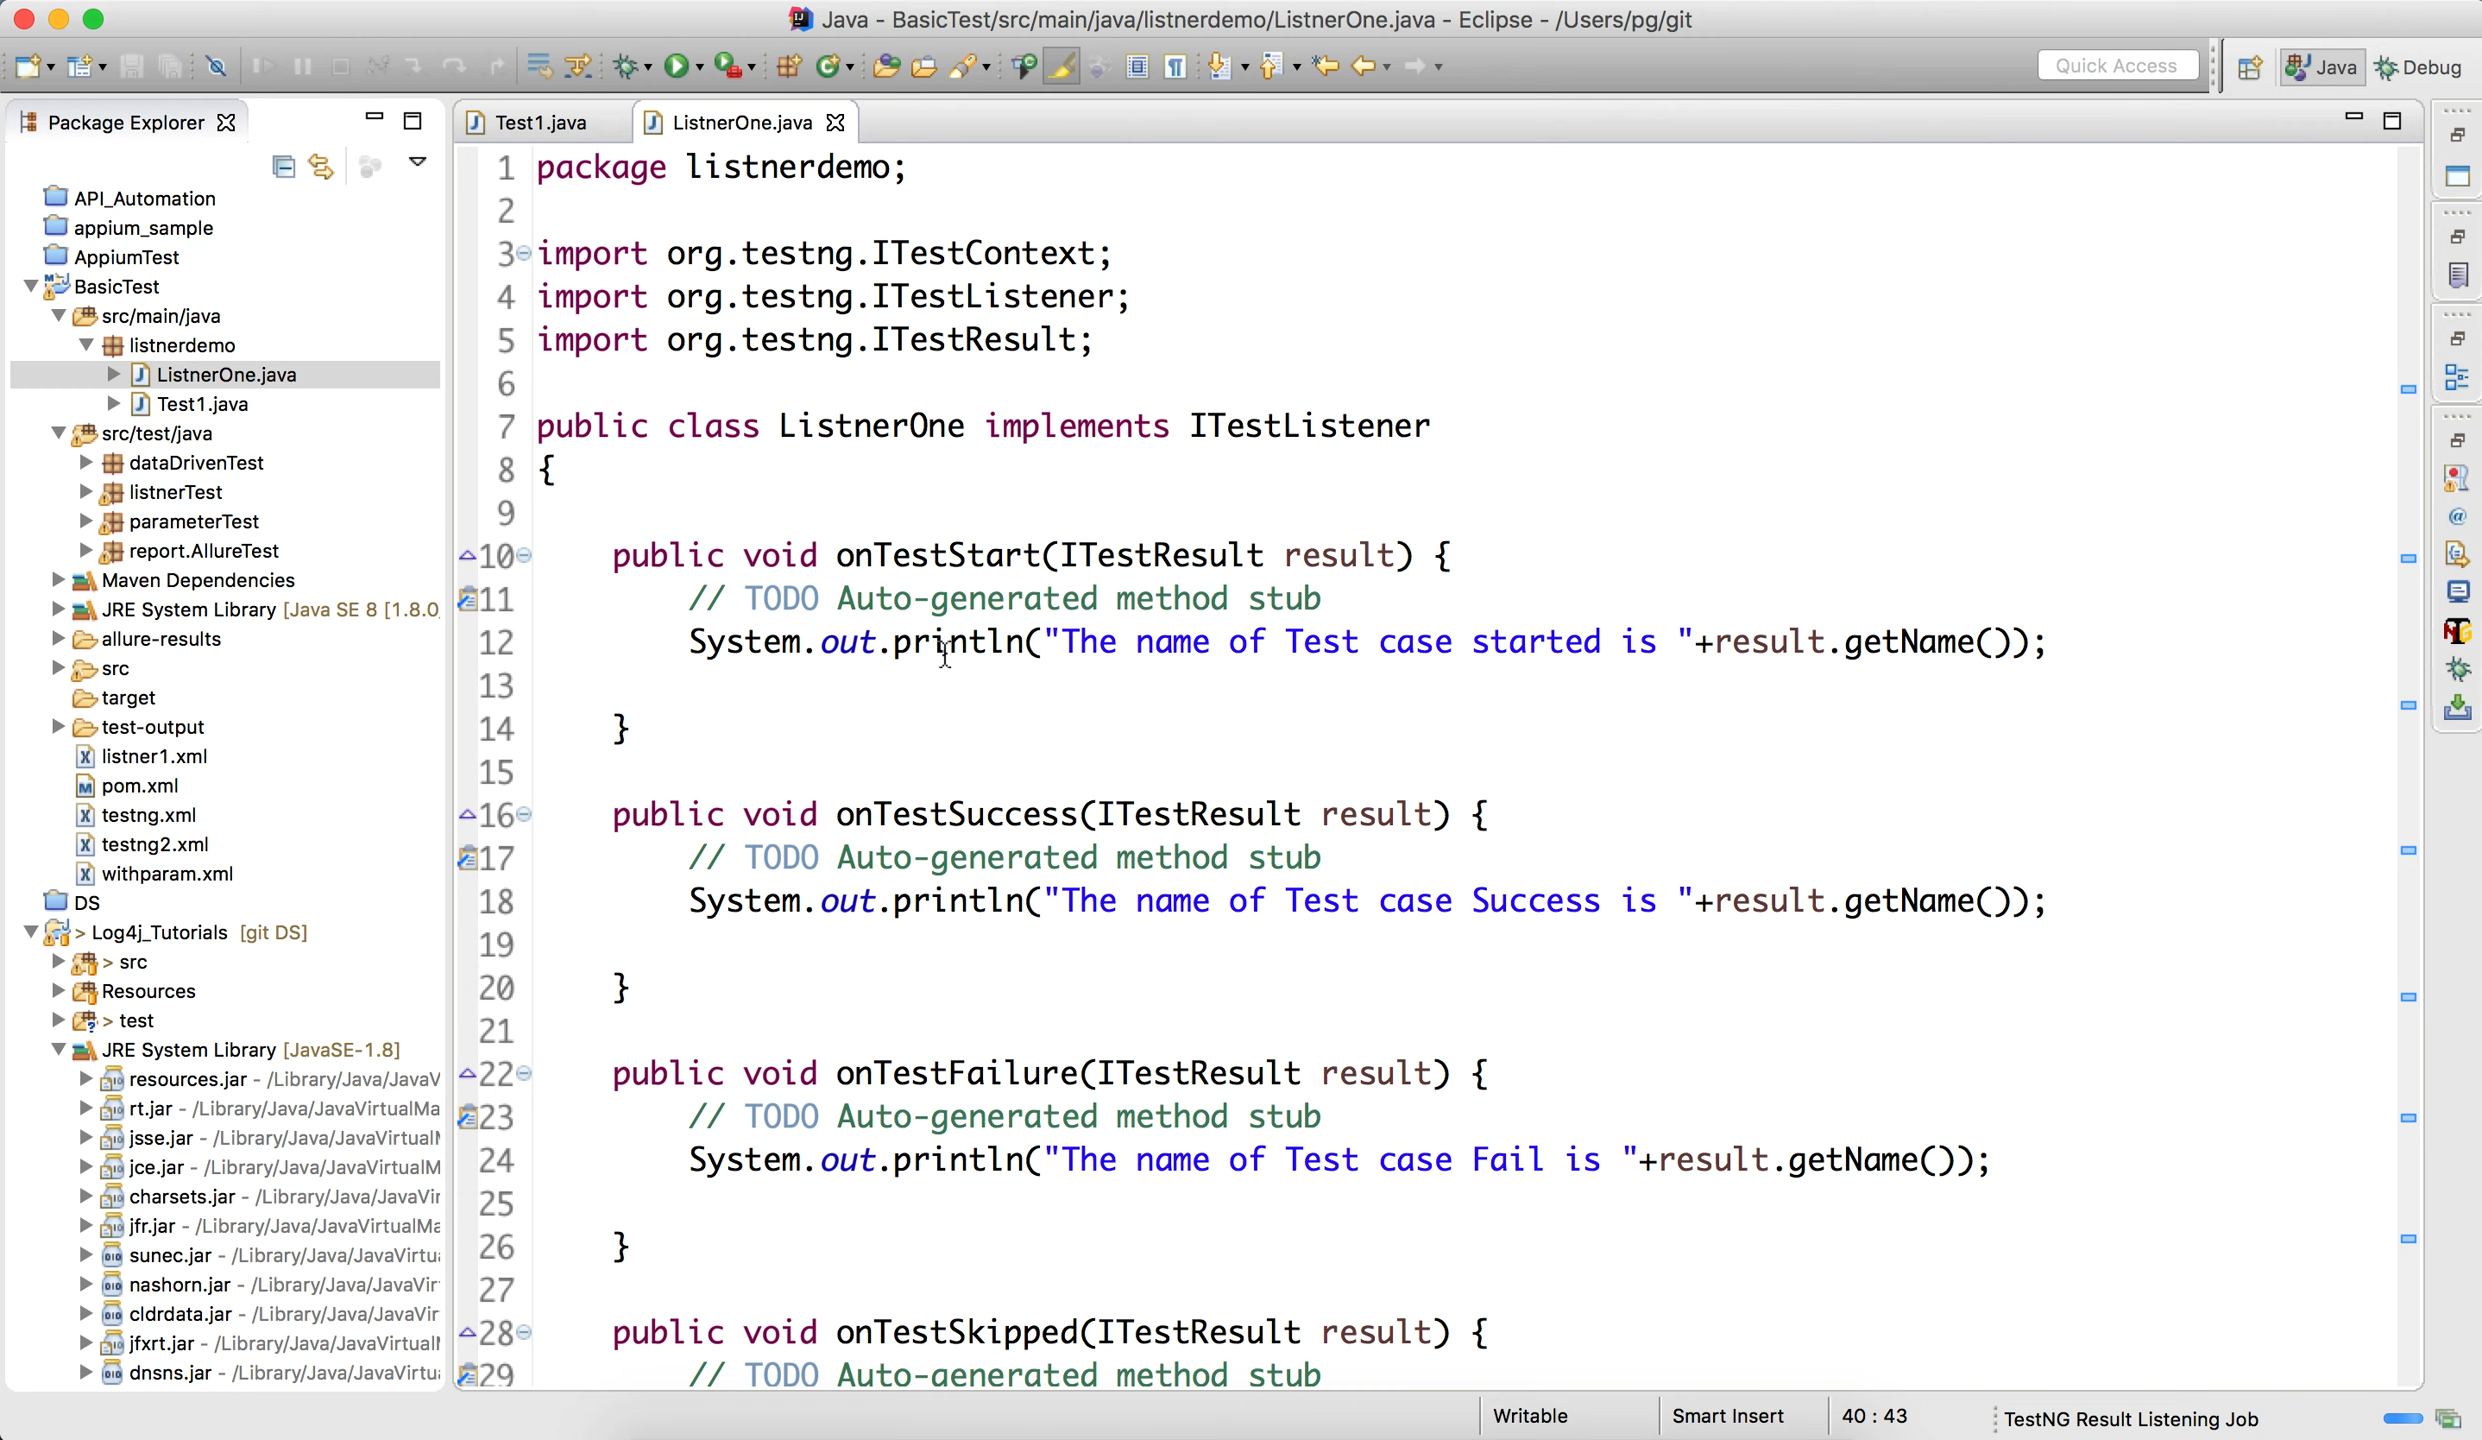 Java - BasicTest/src/main/java/listnerdemo/ListnerOne.java - Eclipse - /Users/pg/git
Quick Access
Java
Debug
Package Explorer
Test1.java
ListnerOne.java
API_Automation
appium_sample
AppiumTest
BasicTest
src/main/java
listnerdemo
ListnerOne.java
Test1.java
src/test/java
dataDrivenTest
listnerTest
parameterTest
report.AllureTest
Maven Dependencies
JRE System Library [Java SE 8 [1.8.0
allure-results
src
target
test-output
listner1.xml
pom.xml
testng.xml
testng2.xml
withparam.xml
DS
> Log4j_Tutorials [git DS]
> src
Resources
> test
JRE System Library [JavaSE-1.8]
resources.jar - /Library/Java/JavaV
rt.jar - /Library/Java/JavaVirtualMa
jsse.jar - /Library/Java/JavaVirtual
jce.jar - /Library/Java/JavaVirtualM
charsets.jar - /Library/Java/JavaVir
jfr.jar - /Library/Java/JavaVirtualMa
sunec.jar - /Library/Java/JavaVirtu
nashorn.jar - /Library/Java/JavaVir
cldrdata.jar - /Library/Java/JavaVir
jfxrt.jar - /Library/Java/JavaVirtual
dnsns.jar - /Library/Java/JavaVirtu
1 package listnerdemo;
2
3 import org.testng.ITestContext;
4 import org.testng.ITestListener;
5 import org.testng.ITestResult;
6
7 public class ListnerOne implements ITestListener
8 {
9
10 public void onTestStart(ITestResult result) {
11 // TODO Auto-generated method stub
12 System.out.println("The name of Test case started is "+result.getName());
13
14 }
15
16 public void onTestSuccess(ITestResult result) {
17 // TODO Auto-generated method stub
18 System.out.println("The name of Test case Success is "+result.getName());
19
20 }
21
22 public void onTestFailure(ITestResult result) {
23 // TODO Auto-generated method stub
24 System.out.println("The name of Test case Fail is "+result.getName());
25
26 }
27
28 public void onTestSkipped(ITestResult result) {
29 // TODO Auto-generated method stub
Writable
Smart Insert
40 : 43
TestNG Result Listening Job